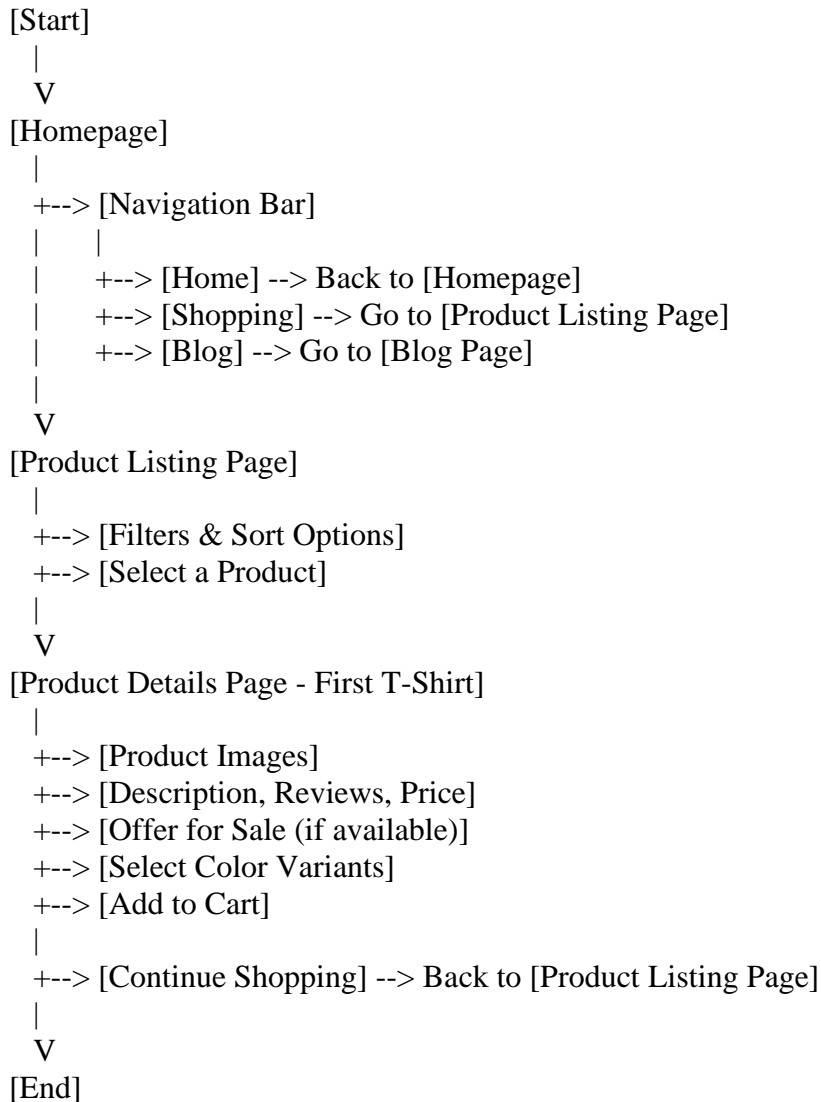 [Start]
|
V
[Homepage]
|
+--> [Navigation Bar]
|     |
|     +--> [Home] --> Back to [Homepage]
|     +--> [Shopping] --> Go to [Product Listing Page]
|     +--> [Blog] --> Go to [Blog Page]
|
V
[Product Listing Page]
|
+--> [Filters & Sort Options]
+--> [Select a Product]
|
V
[Product Details Page - First T-Shirt]
|
+--> [Product Images]
+--> [Description, Reviews, Price]
+--> [Offer for Sale (if available)]
+--> [Select Color Variants]
+--> [Add to Cart]
|
+--> [Continue Shopping] --> Back to [Product Listing Page]
|
V
[End]